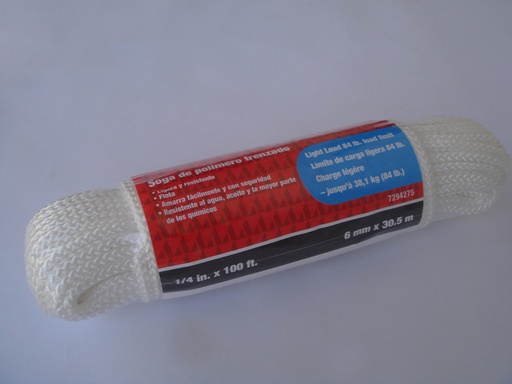 Soga de polímero trenzado
• Ligera y resistente
• Flota
• Amarra fácilmente y con seguridad
• Resistente al agua, aceite y la mayor parte
de los químicos
Light Load 84 lb. load limit
Límite de carga ligera 84 lb.
Charge légère
– jusqu'à 38,1 kg (84 lb.)
7294275
1/4 in. x 100 ft.
6 mm x 30.5 m